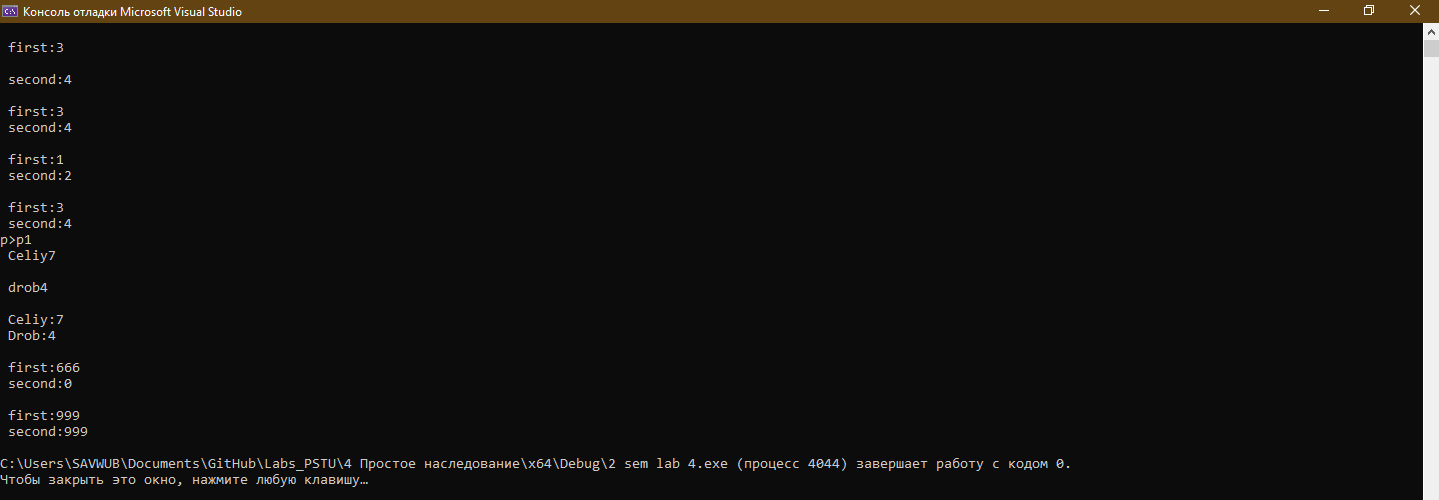 Консоль отладки Microsoft Visual Studio
first:3
second:4
first:3
second:4
first:1
second:2
first:3
second:4
p>p1
Celiy7
drob4
Celiy:7
Drob:4
first:666
second:0
first:999
second:999
C:\Users\SAVWUB\Documents\GitHub\Labs_PSTU\4 Простое наследование\x64\Debug\2 sem lab 4.exe (процесс 4044) завершает работу с кодом 0.
Чтобы закрыть это окно, нажмите любую клавишу…